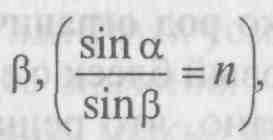 β, (sin α / sin β = n),